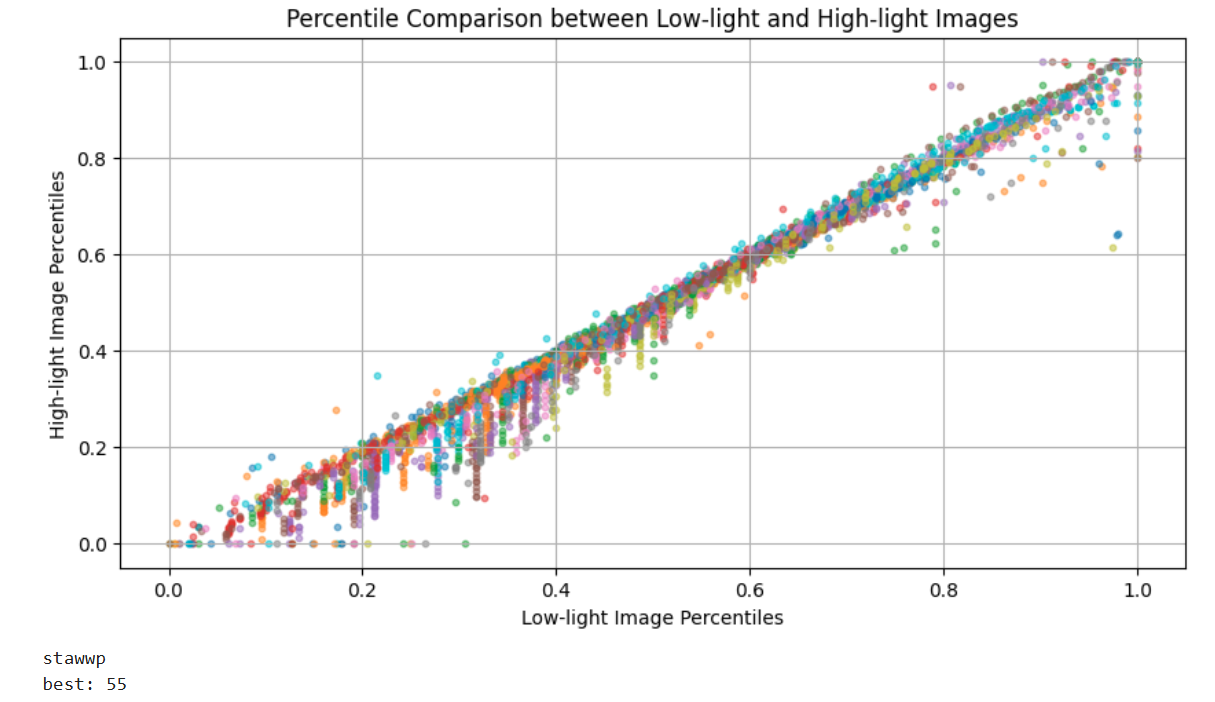 Percentile Comparison between Low-light and High-light Images
High-light Image Percentiles
1.0
0.8
0.6
0.4
0.2
0.0
0.0 0.2 0.4 0.6 0.8 1.0
Low-light Image Percentiles
stawwp
best: 55